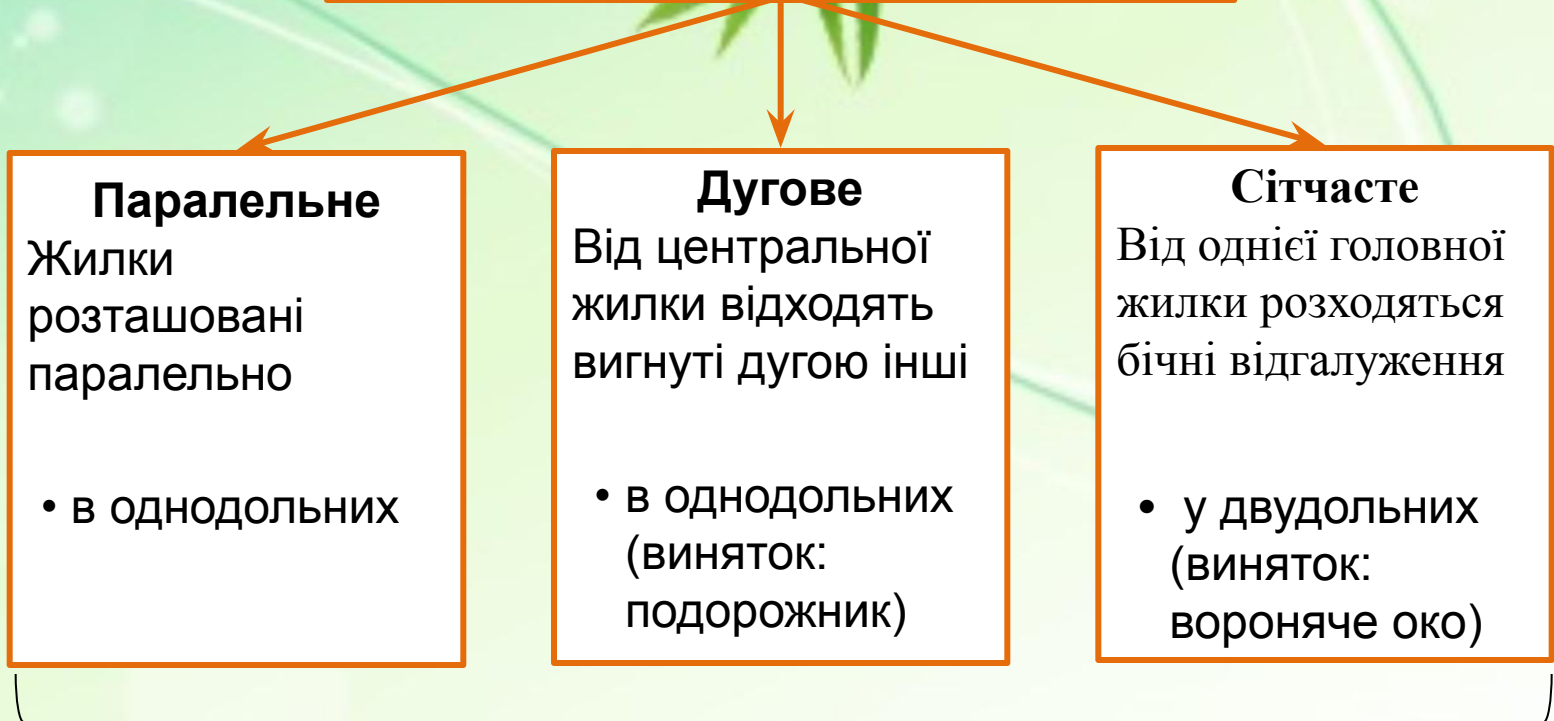 Паралельне
Жилки
розташовані
паралельно
• в однодольних
Дугове
Від центральної
жилки відходять
вигнуті дугою інші
• в однодольних
(виняток:
подорожник)
Сітчасте
Від однієї головної
жилки розходяться
бічні відгалуження
• у двудольних
(виняток:
вороняче око)